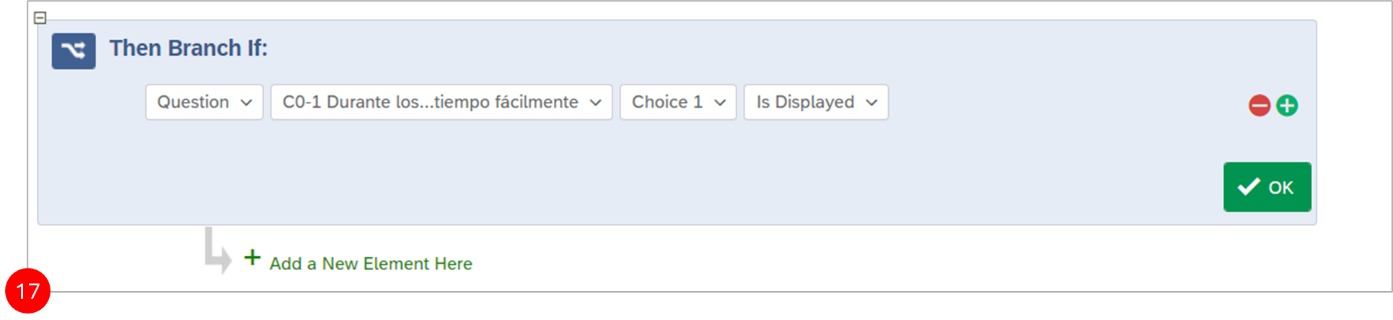 Then Branch If:
Question C0-1 Durante los...tiempo fácilmente Choice 1 Is Displayed
OK
+ Add a New Element Here
17